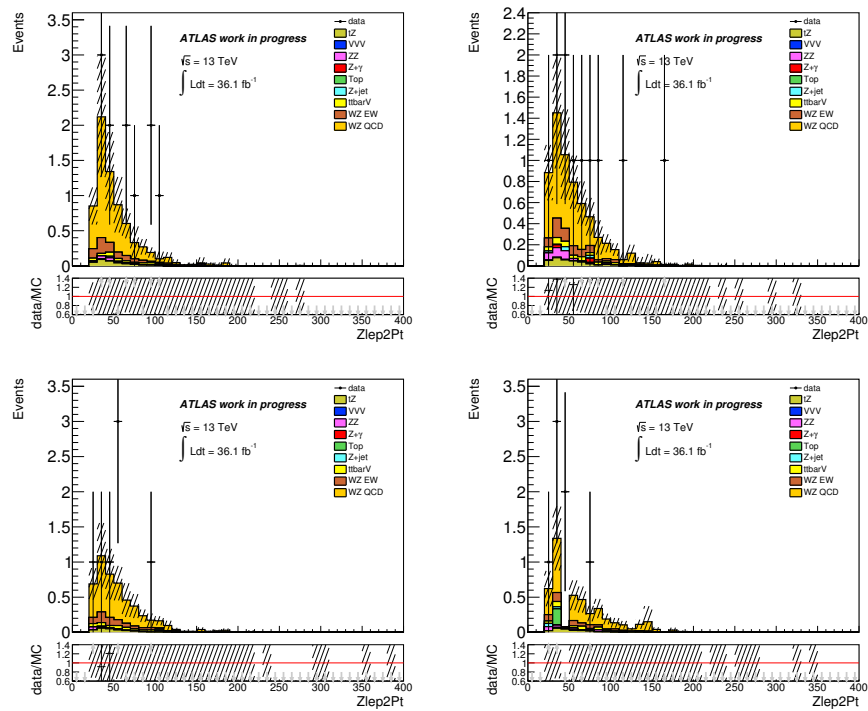 Events
3.5
3
2.5
2
1.5
1
0.5
0
ATLAS work in progress
√s = 13 TeV
∫ Ldt = 36.1 fb⁻¹
data
tZ
VVV
ZZ
Z+γ
Top
Z+jet
ttbarV
WZ EW
WZ QCD
data/MC
1.4
1.2
1
0.8
0.6
0 50 100 150 200 250 300 350 400
Zlep2Pt
Events
2.4
2.2
2
1.8
1.6
1.4
1.2
1
0.8
0.6
0.4
0.2
0
ATLAS work in progress
√s = 13 TeV
∫ Ldt = 36.1 fb⁻¹
data
tZ
VVV
ZZ
Z+γ
Top
Z+jet
ttbarV
WZ EW
WZ QCD
data/MC
1.4
1.2
1
0.8
0.6
0 50 100 150 200 250 300 350 400
Zlep2Pt
Events
3.5
3
2.5
2
1.5
1
0.5
0
ATLAS work in progress
√s = 13 TeV
∫ Ldt = 36.1 fb⁻¹
data
tZ
VVV
ZZ
Z+γ
Top
Z+jet
ttbarV
WZ EW
WZ QCD
data/MC
1.4
1.2
1
0.8
0.6
0 50 100 150 200 250 300 350 400
Zlep2Pt
Events
3.5
3
2.5
2
1.5
1
0.5
0
ATLAS work in progress
√s = 13 TeV
∫ Ldt = 36.1 fb⁻¹
data
tZ
VVV
ZZ
Z+γ
Top
Z+jet
ttbarV
WZ EW
WZ QCD
data/MC
1.4
1.2
1
0.8
0.6
0 50 100 150 200 250 300 350 400
Zlep2Pt